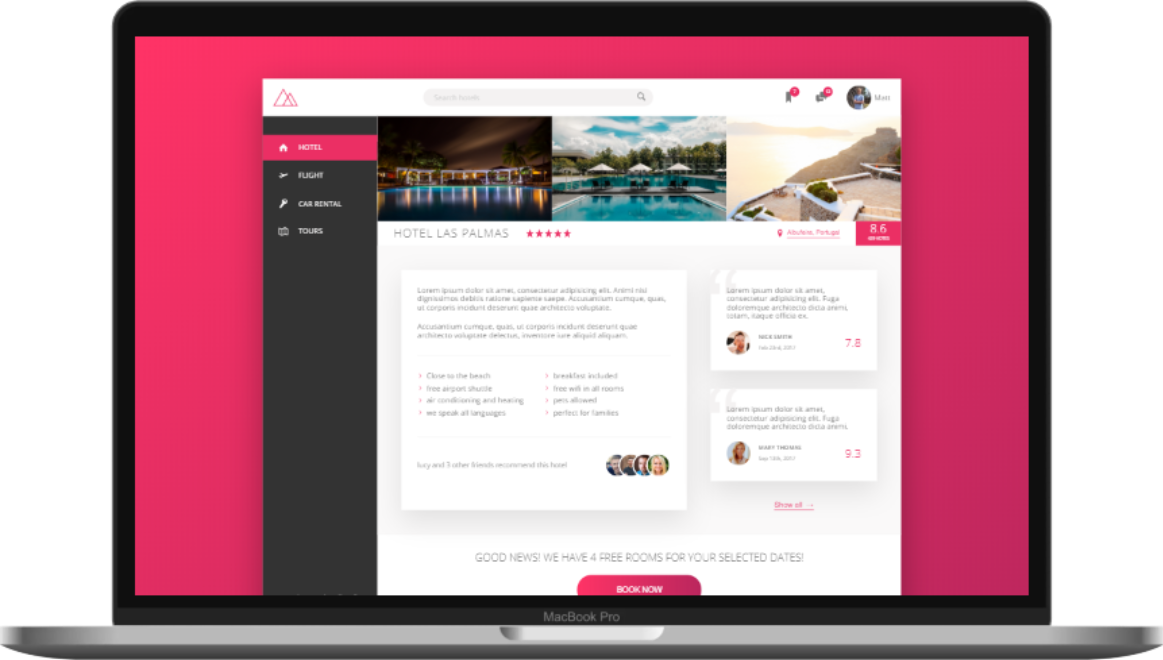 Search hotels
7
Matt
HOTEL
FLIGHT
CAR RENTAL
TOURS
HOTEL LAS PALMAS ★★★★★
Albufeira, Portugal
8.6
Lorem ipsum dolor sit amet, consectetur adipisicing elit. Animi nisi
dignissimos debitis ratione sapiente saepe. Accusantium cumque, quas,
ut corporis incidunt deserunt quae architecto voluptate.
Accusantium cumque, quas, ut corporis incidunt deserunt quae
architecto voluptate delectus, inventore iure aliquid aliquam.
Close to the beach
free airport shuttle
air conditioning and heating
we speak all languages
breakfast included
free wifi in all rooms
pets allowed
perfect for families
lucy and 3 other friends recommend this hotel
Lorem ipsum dolor sit amet,
consectetur adipisicing elit. Fuga
doloremque architecto dicta animi,
totam, itaque officia ex.
NICK SMITH
Feb 23rd, 2017
7.8
Lorem ipsum dolor sit amet,
consectetur adipisicing elit. Fuga
doloremque architecto dicta animi.
MARY THOMAS
Sep 13th, 2017
9.3
Show all →
GOOD NEWS! WE HAVE 4 FREE ROOMS FOR YOUR SELECTED DATES!
BOOK NOW
MacBook Pro